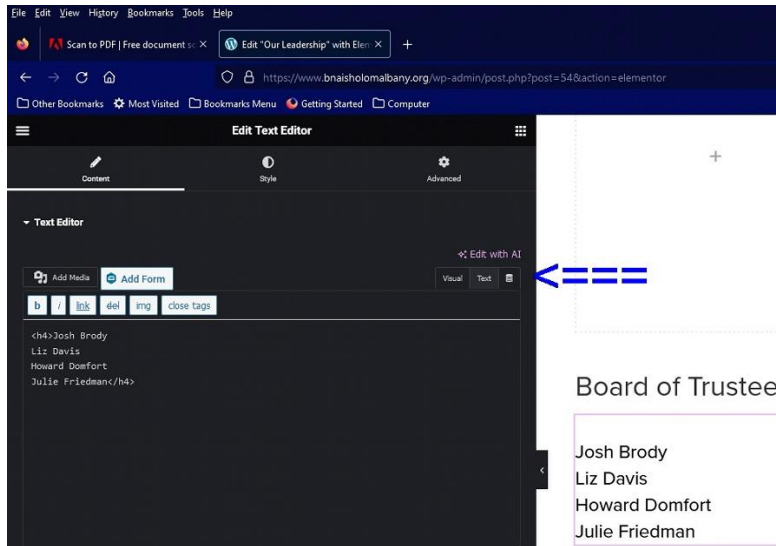 File Edit View History Bookmarks Tools Help
Scan to PDF | Free document sc
Edit "Our Leadership" with Elem
https://www.bnaisholomalbany.org/wp-admin/post.php?post=54&action=elementor
Other Bookmarks Most Visited Bookmarks Menu Getting Started Computer
Edit Text Editor
Content Style Advanced
Text Editor
Edit with AI
Add Media Add Form Visual Text
<===
b i link del img close tags
<h4>Josh Brody
Liz Davis
Howard Domfort
Julie Friedman</h4>
Board of Trustee
Josh Brody
Liz Davis
Howard Domfort
Julie Friedman